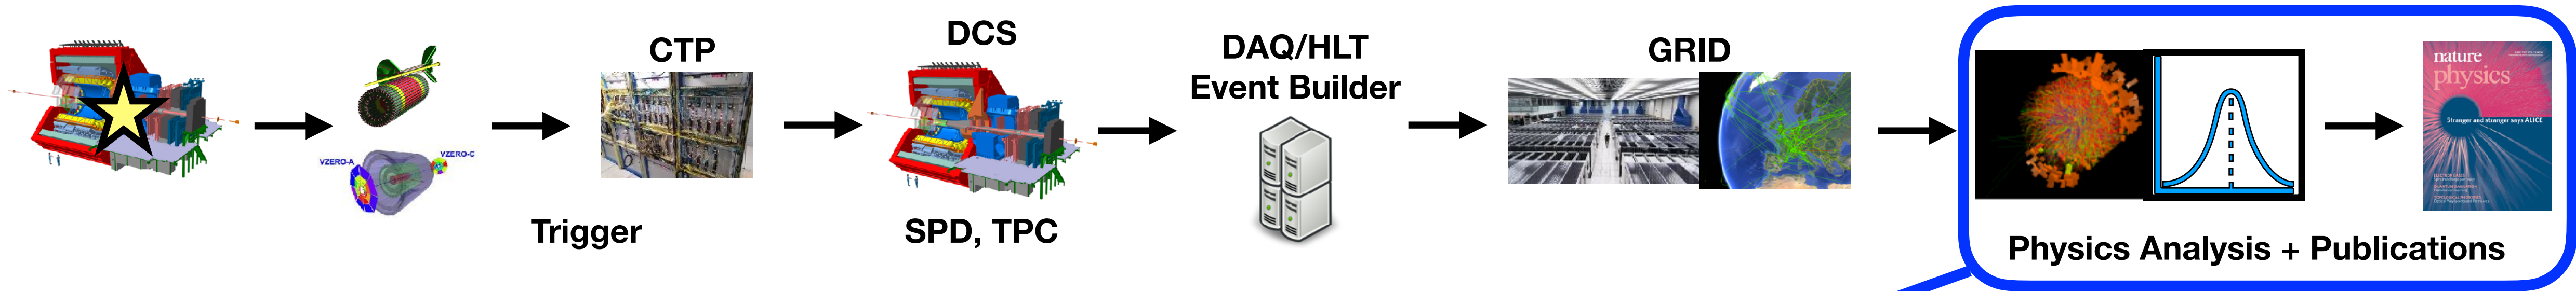 VZERO-A
VZERO-C
Trigger
CTP
DCS
SPD, TPC
DAQ/HLT
Event Builder
GRID
nature
physics
Stranger and stranger says ALICE
Physics Analysis + Publications